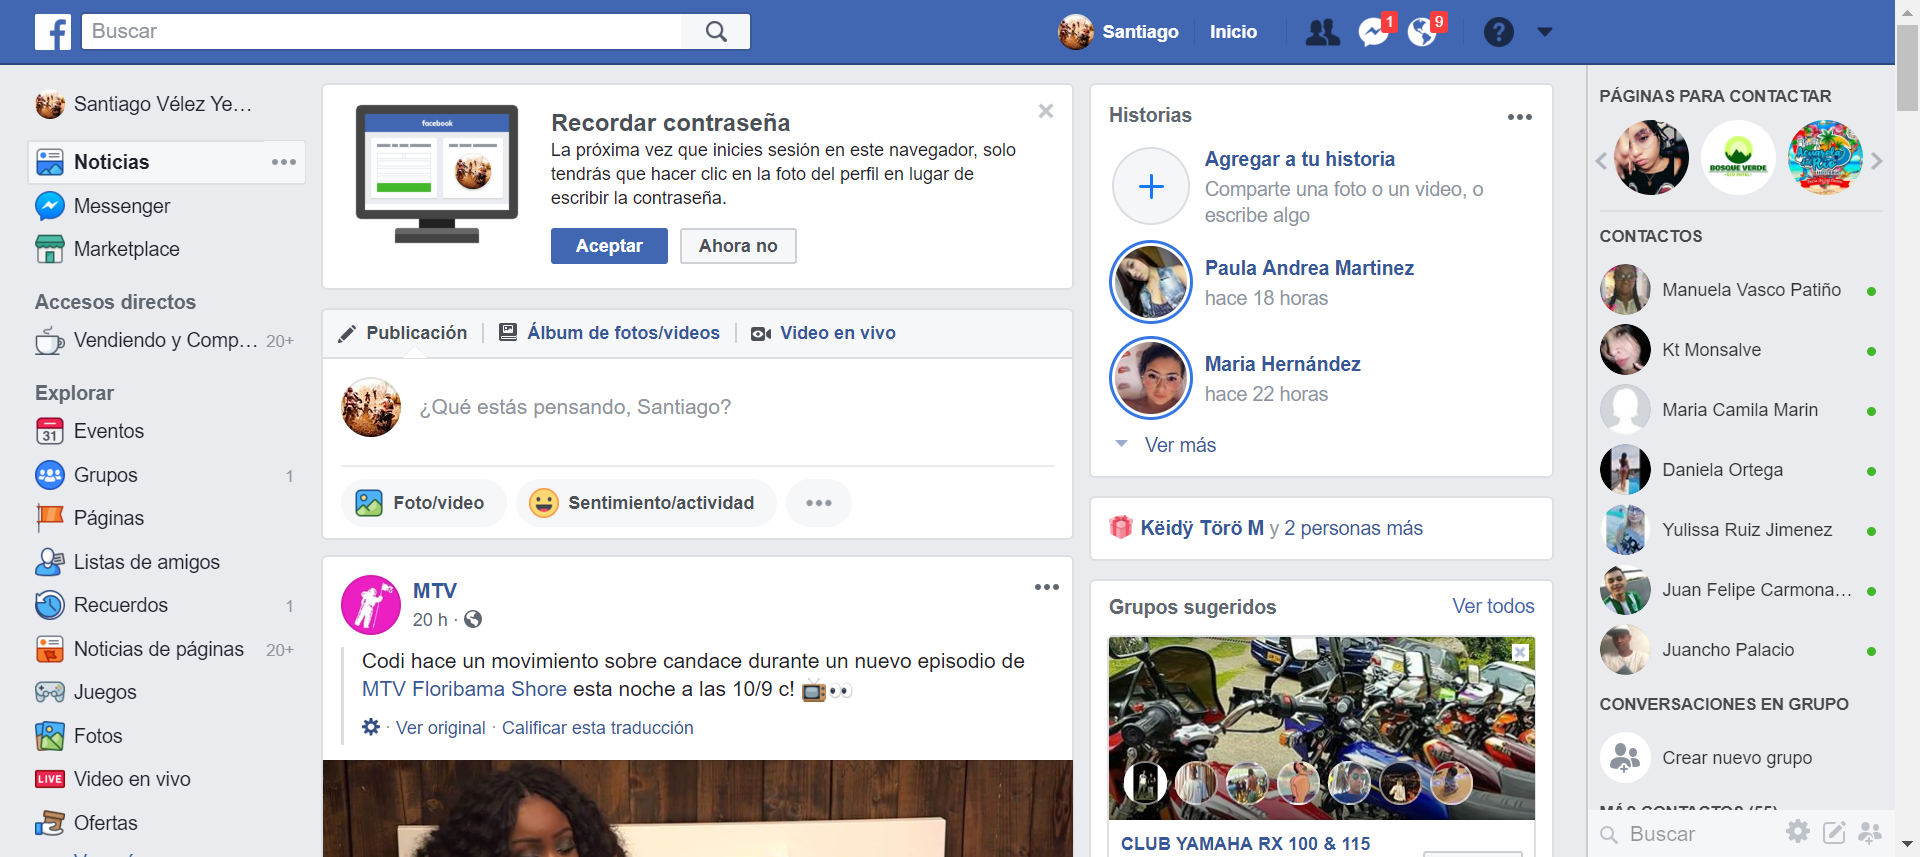 Buscar
Santiago
Inicio
1
9
Santiago Vélez Ye...
Noticias
Messenger
Marketplace
Accesos directos
Vendiendo y Comp... 20+
Explorar
31
Eventos
Grupos 1
Páginas
Listas de amigos
Recuerdos 1
Noticias de páginas 20+
Juegos
Fotos
LIVE Video en vivo
Ofertas
facebook
Recordar contraseña
La próxima vez que inicies sesión en este navegador, solo
tendrás que hacer clic en la foto del perfil en lugar de
escribir la contraseña.
Aceptar
Ahora no
Publicación
Álbum de fotos/videos
Video en vivo
¿Qué estás pensando, Santiago?
Foto/video
Sentimiento/actividad
MTV
20 h ·
Codi hace un movimiento sobre candace durante un nuevo episodio de
MTV Floribama Shore esta noche a las 10/9 c! 📺👀
· Ver original · Calificar esta traducción
Historias
Agregar a tu historia
Comparte una foto o un video, o
escribe algo
Paula Andrea Martinez
hace 18 horas
Maria Hernández
hace 22 horas
Ver más
Këidÿ Törö M y 2 personas más
Grupos sugeridos
Ver todos
CLUB YAMAHA RX 100 & 115
PÁGINAS PARA CONTACTAR
BOSQUE VERDE
CONTACTOS
Manuela Vasco Patiño
Kt Monsalve
Maria Camila Marin
Daniela Ortega
Yulissa Ruiz Jimenez
Juan Felipe Carmona...
Juancho Palacio
CONVERSACIONES EN GRUPO
Crear nuevo grupo
MÁS CONTACTOS (55)
Buscar